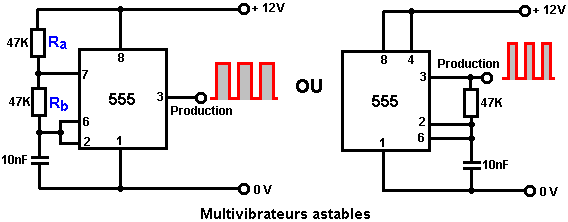 + 12V
47K Ra
8
7
47K Rb
555
3
Production
6
2
1
10nF
0 V
OU
+ 12V
8 4
Production
3
555
47K
2
6
1
10nF
0 V
Multivibrateurs astables